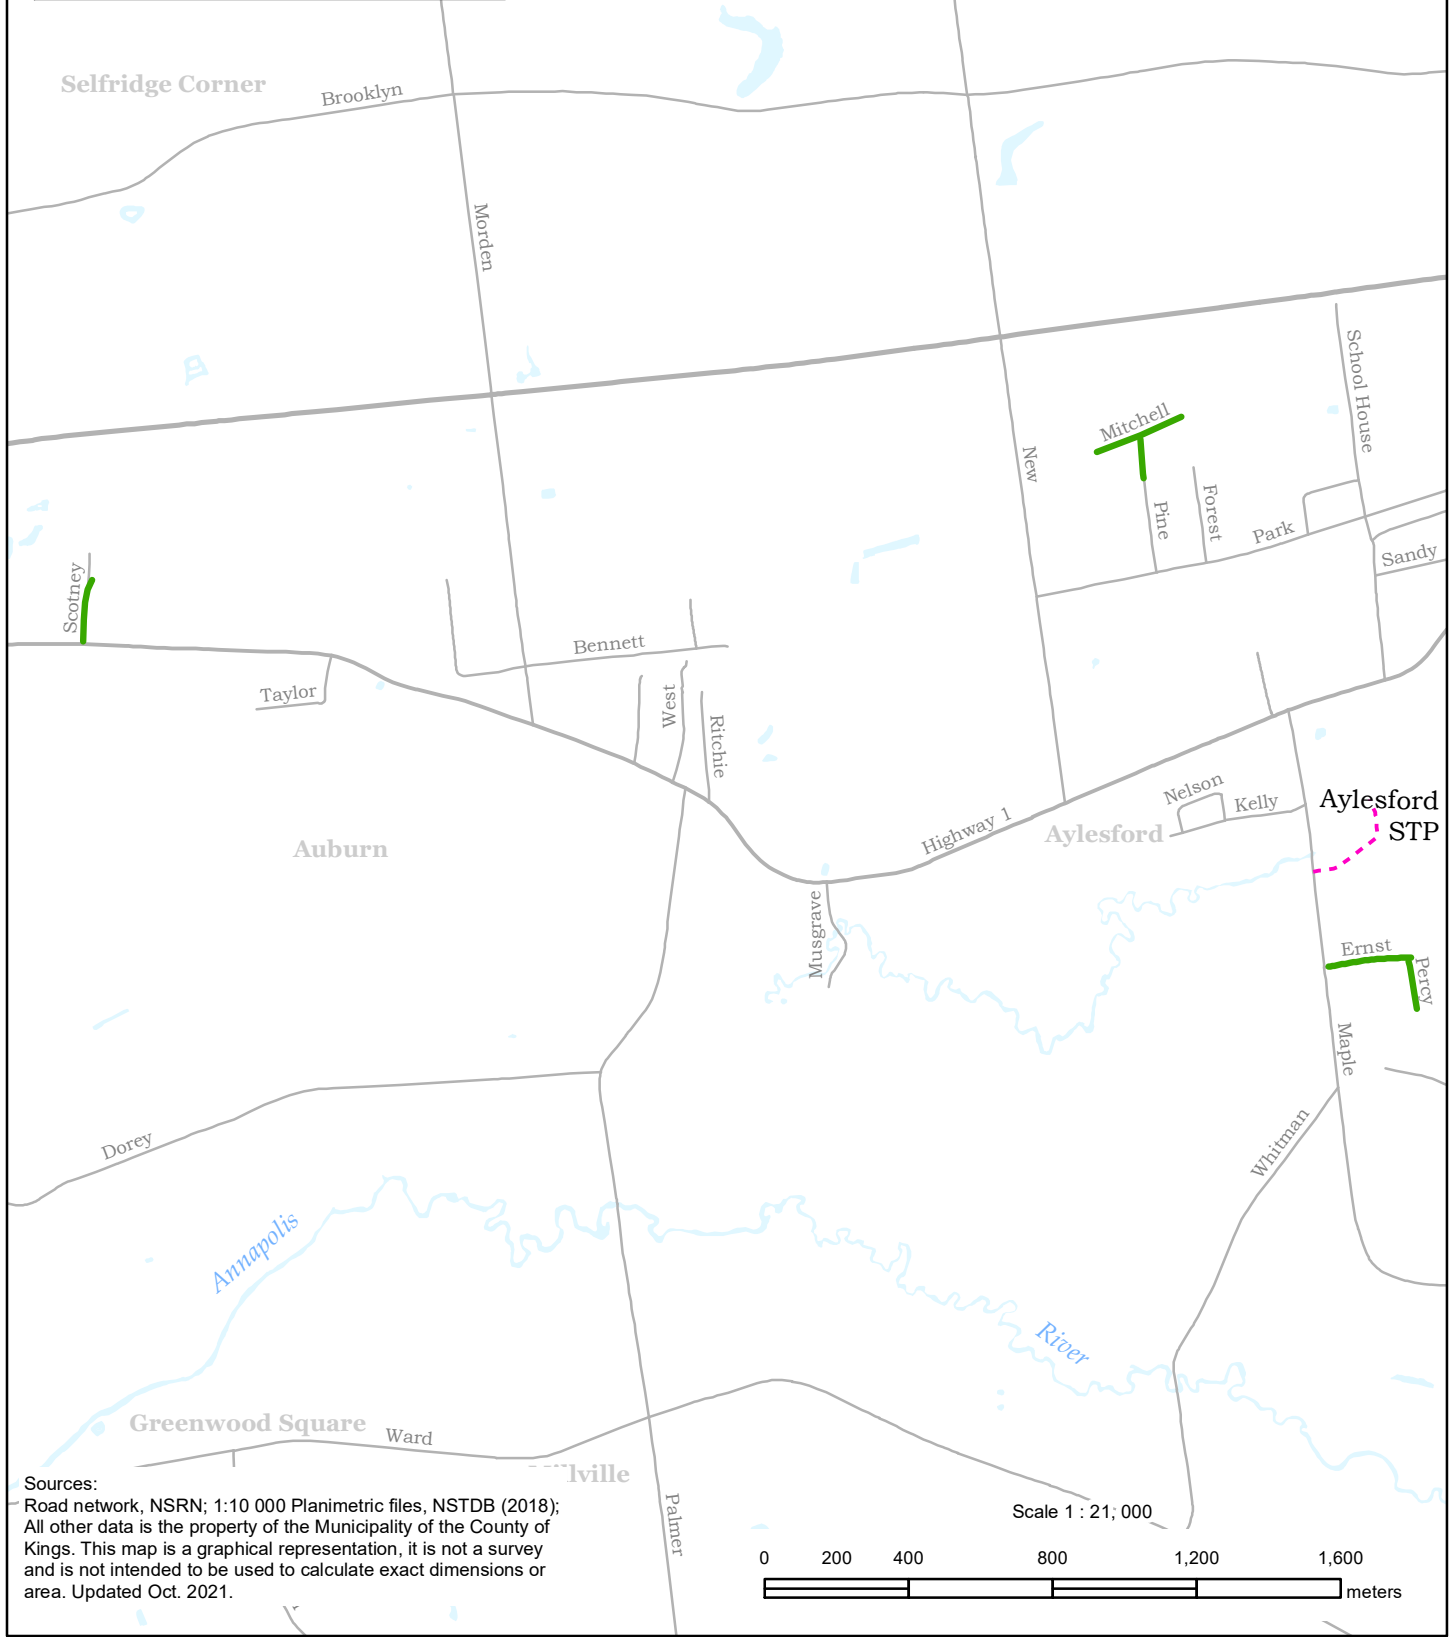 Selfridge Corner
Brooklyn
Morden
School House
Mitchell
New
Pine
Forest
Park
Sandy
Scotney
Bennett
Taylor
West
Ritchie
Nelson
Kelly
Aylesford
STP
Highway 1
Aylesford
Auburn
Musgrave
Ernst
Percy
Maple
Whitman
Dorey
Annapolis
River
Greenwood Square
Ward
Palmer
Sources:
Road network, NSRN; 1:10 000 Planimetric files, NSTDB (2018);
All other data is the property of the Municipality of the County of
Kings. This map is a graphical representation, it is not a survey
and is not intended to be used to calculate exact dimensions or
area. Updated Oct. 2021.
Scale 1 : 21, 000
0 200 400 800 1,200 1,600
meters